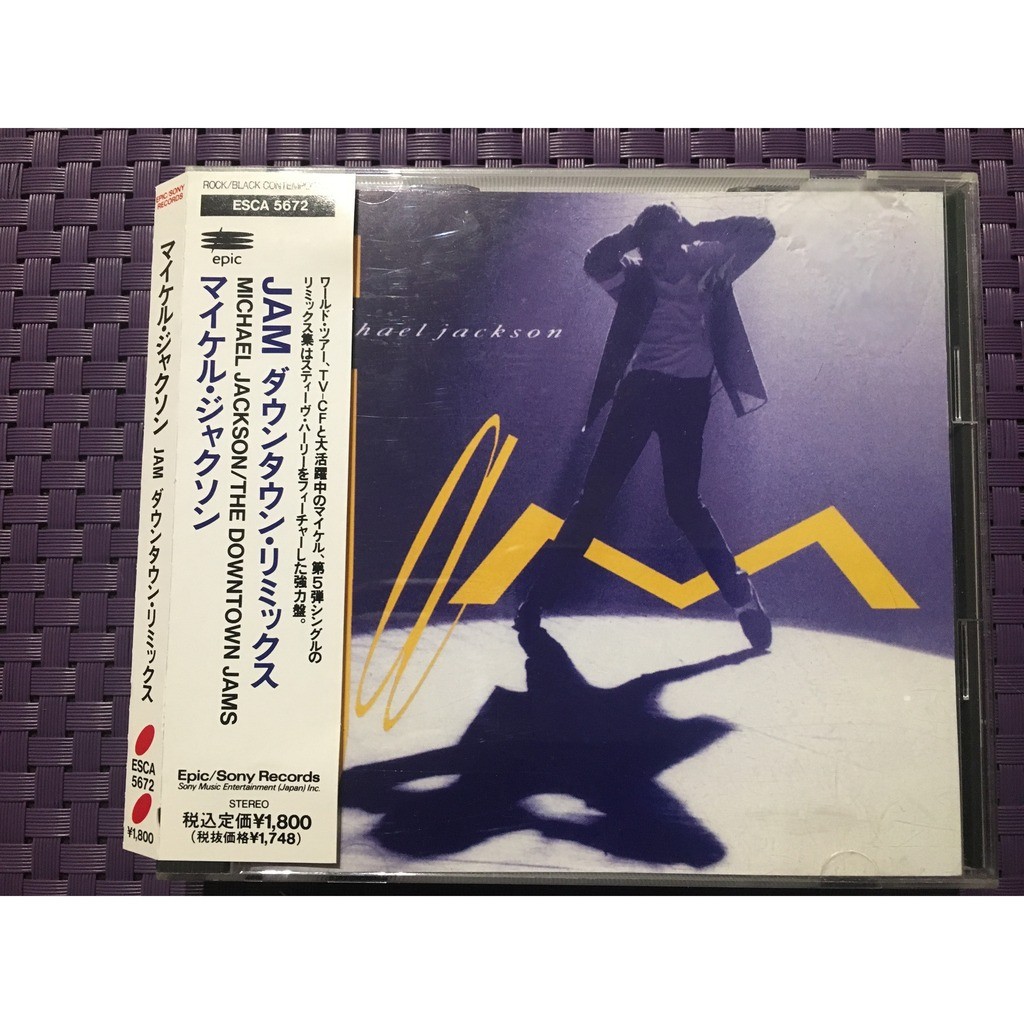 EPIC/SONY
RECORDS
マイケル・ジャクソン JAM ダウンタウン・リミックス
ESCA
5672
¥1,800
ROCK/BLACK
ESCA 5672
epic
ワールド・ツアー、TV-CFと大活躍中のマイケル、第5弾シングルの
リミックス集はスティーヴ・ハーリーをフィーチャーした強力盤。
JAM ダウンタウン・リミックス
MICHAEL JACKSON/THE DOWNTOWN JAMS
マイケル・ジャクソン
Epic/Sony Records
Sony Music Entertainment (Japan) Inc.
STEREO
税込定価¥1,800
(税抜価格¥1,748)
hael jackson